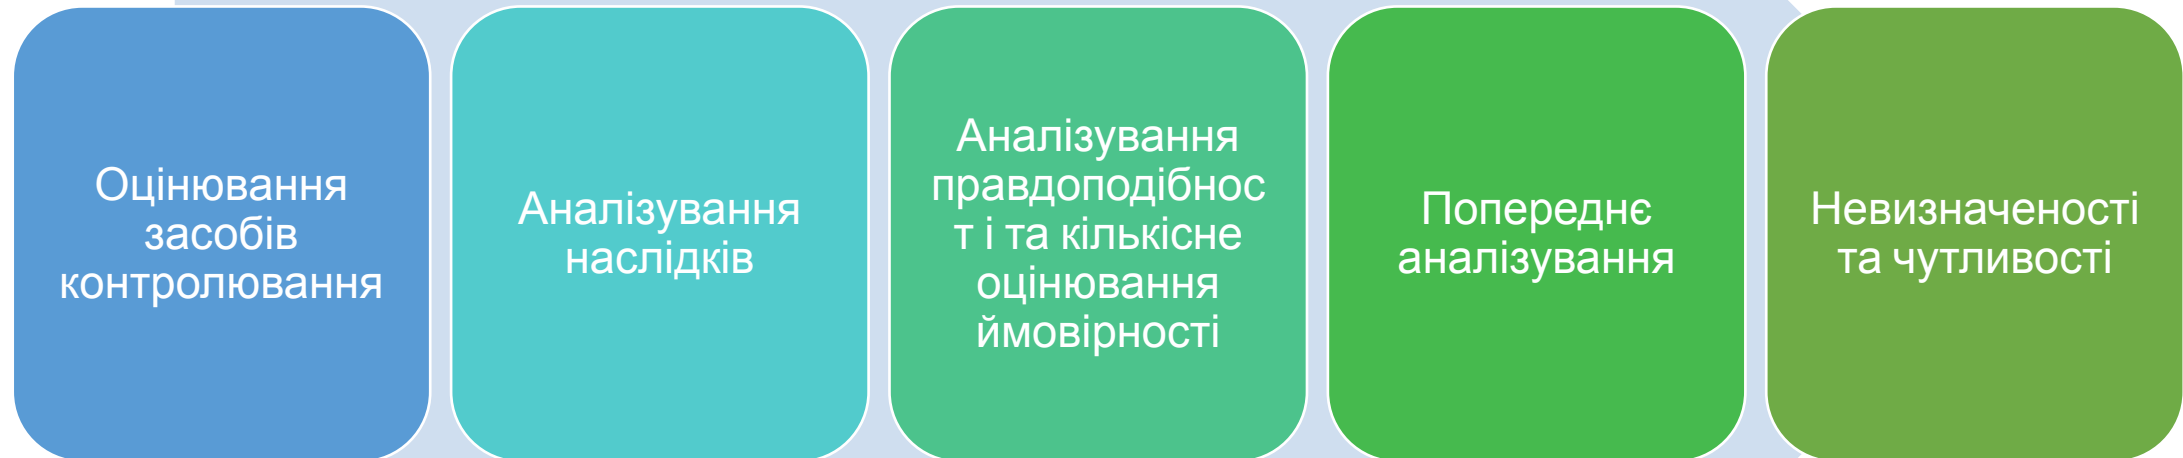 Оцінювання
засобів
контролювання
Аналізування
наслідків
Аналізування
правдоподібнос
т і та кількісне
оцінювання
ймовірності
Попереднє
аналізування
Невизначеності
та чутливості